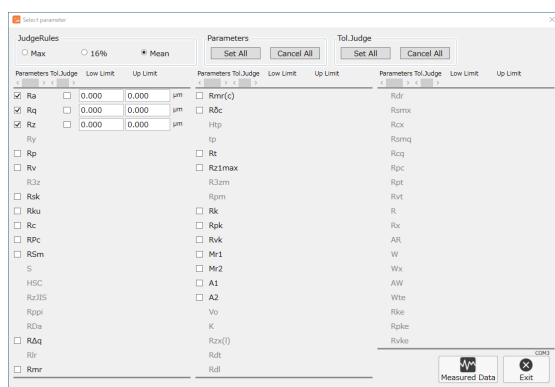 Select parameter
JudgeRules
Max 16% Mean
Parameters
Set All Cancel All
Tol.Judge
Set All Cancel All
Parameters Tol.Judge Low Limit Up Limit
Ra 0.000 0.000 µm
Rq 0.000 0.000 µm
Rz 0.000 0.000 µm
Ry
Rp
Rv
R3z
Rsk
Rku
Rc
RPc
RSm
S
HSC
RzJIS
Rppi
RDa
RΔq
Rlr
Rmr
Parameters Tol.Judge Low Limit Up Limit
Rmr(c)
Rδc
Htp
tp
Rt
Rz1max
R3zm
Rpm
Rk
Rpk
Rvk
Mr1
Mr2
A1
A2
Vo
K
Rzx(l)
Rdt
Rdl
Parameters Tol.Judge Low Limit Up Limit
Rdr
Rsmx
Rcx
Rsmq
Rcq
Rpc
Rpt
Rvt
R
Rx
AR
W
Wx
AW
Wte
Rke
Rpke
Rvke
COM3
Measured Data
Exit